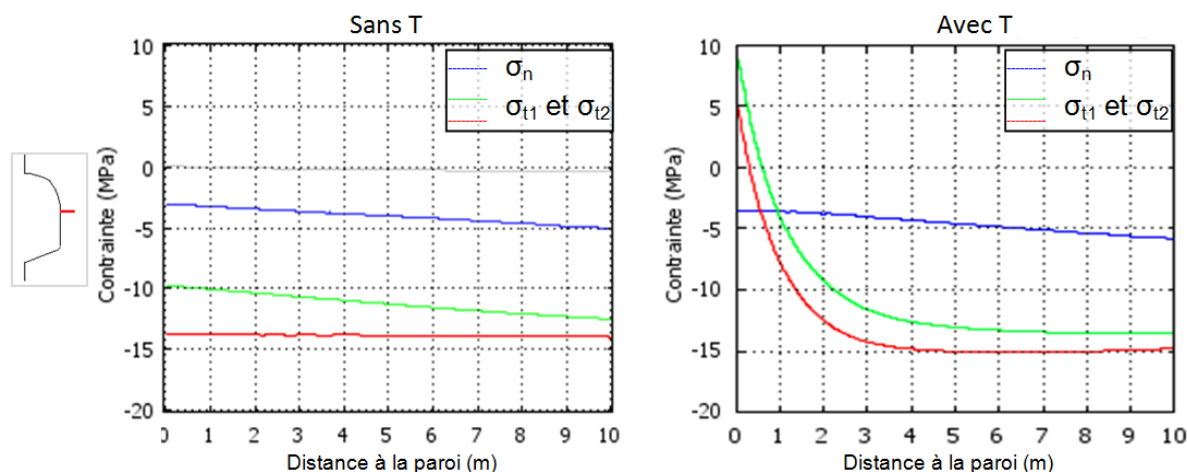 Sans T
10
5
0
-5
-10
-15
-20
Contrainte (MPa)
σn
σt1 et σt2
0 1 2 3 4 5 6 7 8 9 10
Distance à la paroi (m)
Avec T
10
5
0
-5
-10
-15
-20
Contrainte (MPa)
σn
σt1 et σt2
0 1 2 3 4 5 6 7 8 9 10
Distance à la paroi (m)